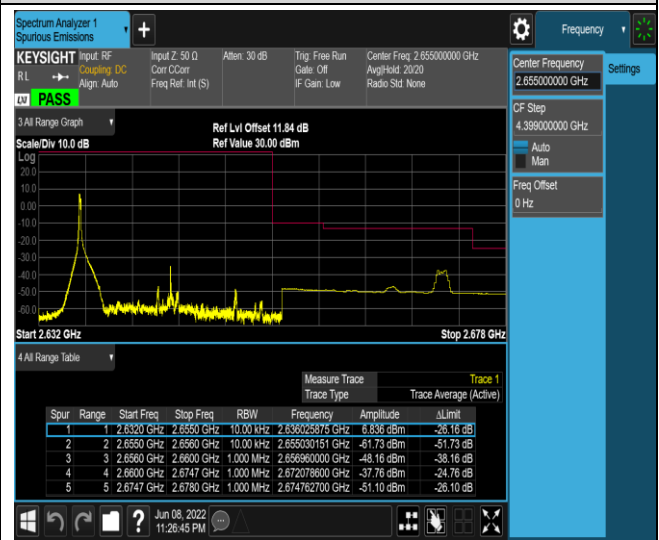 Spectrum Analyzer 1
Spurious Emissions
+
Frequency
KEYSIGHT Input: RF Input Z: 50 Ω Atten: 30 dB Trig: Free Run Center Freq: 2.655000000 GHz
RL Coupling: DC Corr CCorr Gate: Off Avg|Hold: 20/20
Align: Auto Freq Ref: Int (S) IF Gain: Low Radio Std: None
LXI PASS
Center Frequency
2.655000000 GHz
Settings
CF Step
4.399000000 GHz
Auto
Man
Freq Offset
0 Hz
3 All Range Graph
Ref Lvl Offset 11.84 dB
Scale/Div 10.0 dB Ref Value 30.00 dBm
Log
20.0
10.0
0.00
-10.0
-20.0
-30.0
-40.0
-50.0
-60.0
Start 2.632 GHz Stop 2.678 GHz
4 All Range Table
Measure Trace Trace 1
Trace Type Trace Average (Active)
Spur Range Start Freq Stop Freq RBW Frequency Amplitude ΔLimit
1 1 2.6320 GHz 2.6550 GHz 10.00 kHz 2.636025875 GHz 6.836 dBm -26.16 dB
2 2 2.6550 GHz 2.6560 GHz 10.00 kHz 2.655030151 GHz -61.73 dBm -51.73 dB
3 3 2.6560 GHz 2.6600 GHz 1.000 MHz 2.656960000 GHz -48.16 dBm -38.16 dB
4 4 2.6600 GHz 2.6747 GHz 1.000 MHz 2.672078600 GHz -37.76 dBm -24.76 dB
5 5 2.6747 GHz 2.6780 GHz 1.000 MHz 2.674762700 GHz -51.10 dBm -26.10 dB
?
Jun 08, 2022
11:26:45 PM